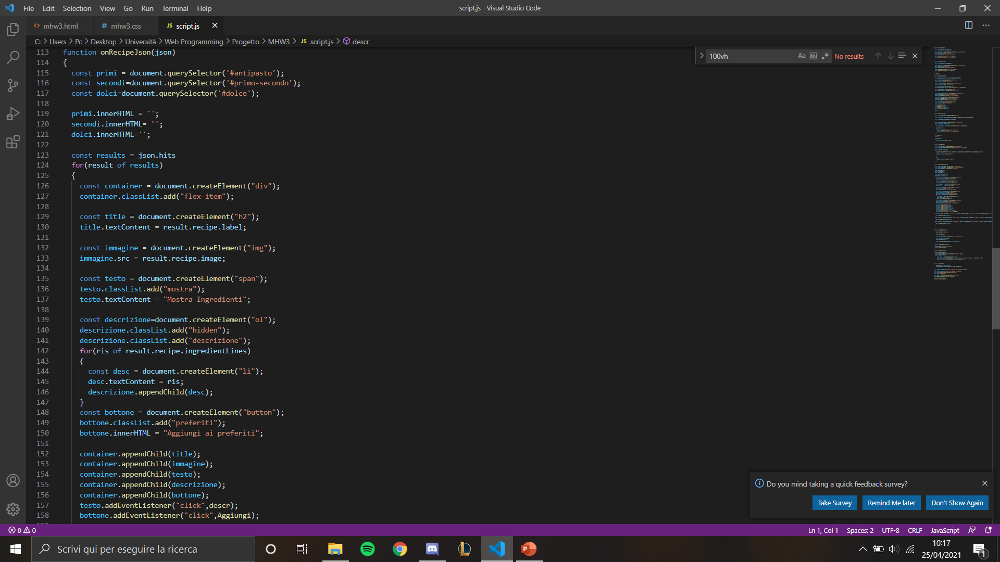 File Edit Selection View Go Run Terminal Help
script.js - Visual Studio Code
mhw3.html
mhw3.css
JS script.js
C: > Users > Pc > Desktop > Università > Web Programming > Progetto > MHW3 > JS script.js > descr
100vh
Aa Abl .* No results
113 function onRecipeJson(json)
114 {
115 const primi = document.querySelector('#antipasto');
116 const secondi=document.querySelector('#primo-secondo');
117 const dolci=document.querySelector('#dolce');
118
119 primi.innerHTML = '';
120 secondi.innerHTML= '';
121 dolci.innerHTML='';
122
123 const results = json.hits
124 for(result of results)
125 {
126 const container = document.createElement("div");
127 container.classList.add("flex-item");
128
129 const title = document.createElement("h2");
130 title.textContent = result.recipe.label;
131
132 const immagine = document.createElement("img");
133 immagine.src = result.recipe.image;
134
135 const testo = document.createElement("span");
136 testo.classList.add("mostra");
137 testo.textContent = "Mostra Ingredienti";
138
139 const descrizione=document.createElement("ol");
140 descrizione.classList.add("hidden");
141 descrizione.classList.add("descrizione");
142 for(ris of result.recipe.ingredientLines)
143 {
144 const desc = document.createElement("li");
145 desc.textContent = ris;
146 descrizione.appendChild(desc);
147 }
148 const bottone = document.createElement("button");
149 bottone.classList.add("preferiti");
150 bottone.innerHTML = "Aggiungi ai preferiti";
151
152 container.appendChild(title);
153 container.appendChild(immagine);
154 container.appendChild(testo);
155 container.appendChild(descrizione);
156 container.appendChild(bottone);
157 testo.addEventListener("click",descr);
158 bottone.addEventListener("click",Aggiungi);
Do you mind taking a quick feedback survey?
Take Survey
Remind Me later
Don't Show Again
0 0
Ln 1, Col 1 Spaces: 2 UTF-8 CRLF JavaScript
Scrivi qui per eseguire la ricerca
10:17
25/04/2021
1